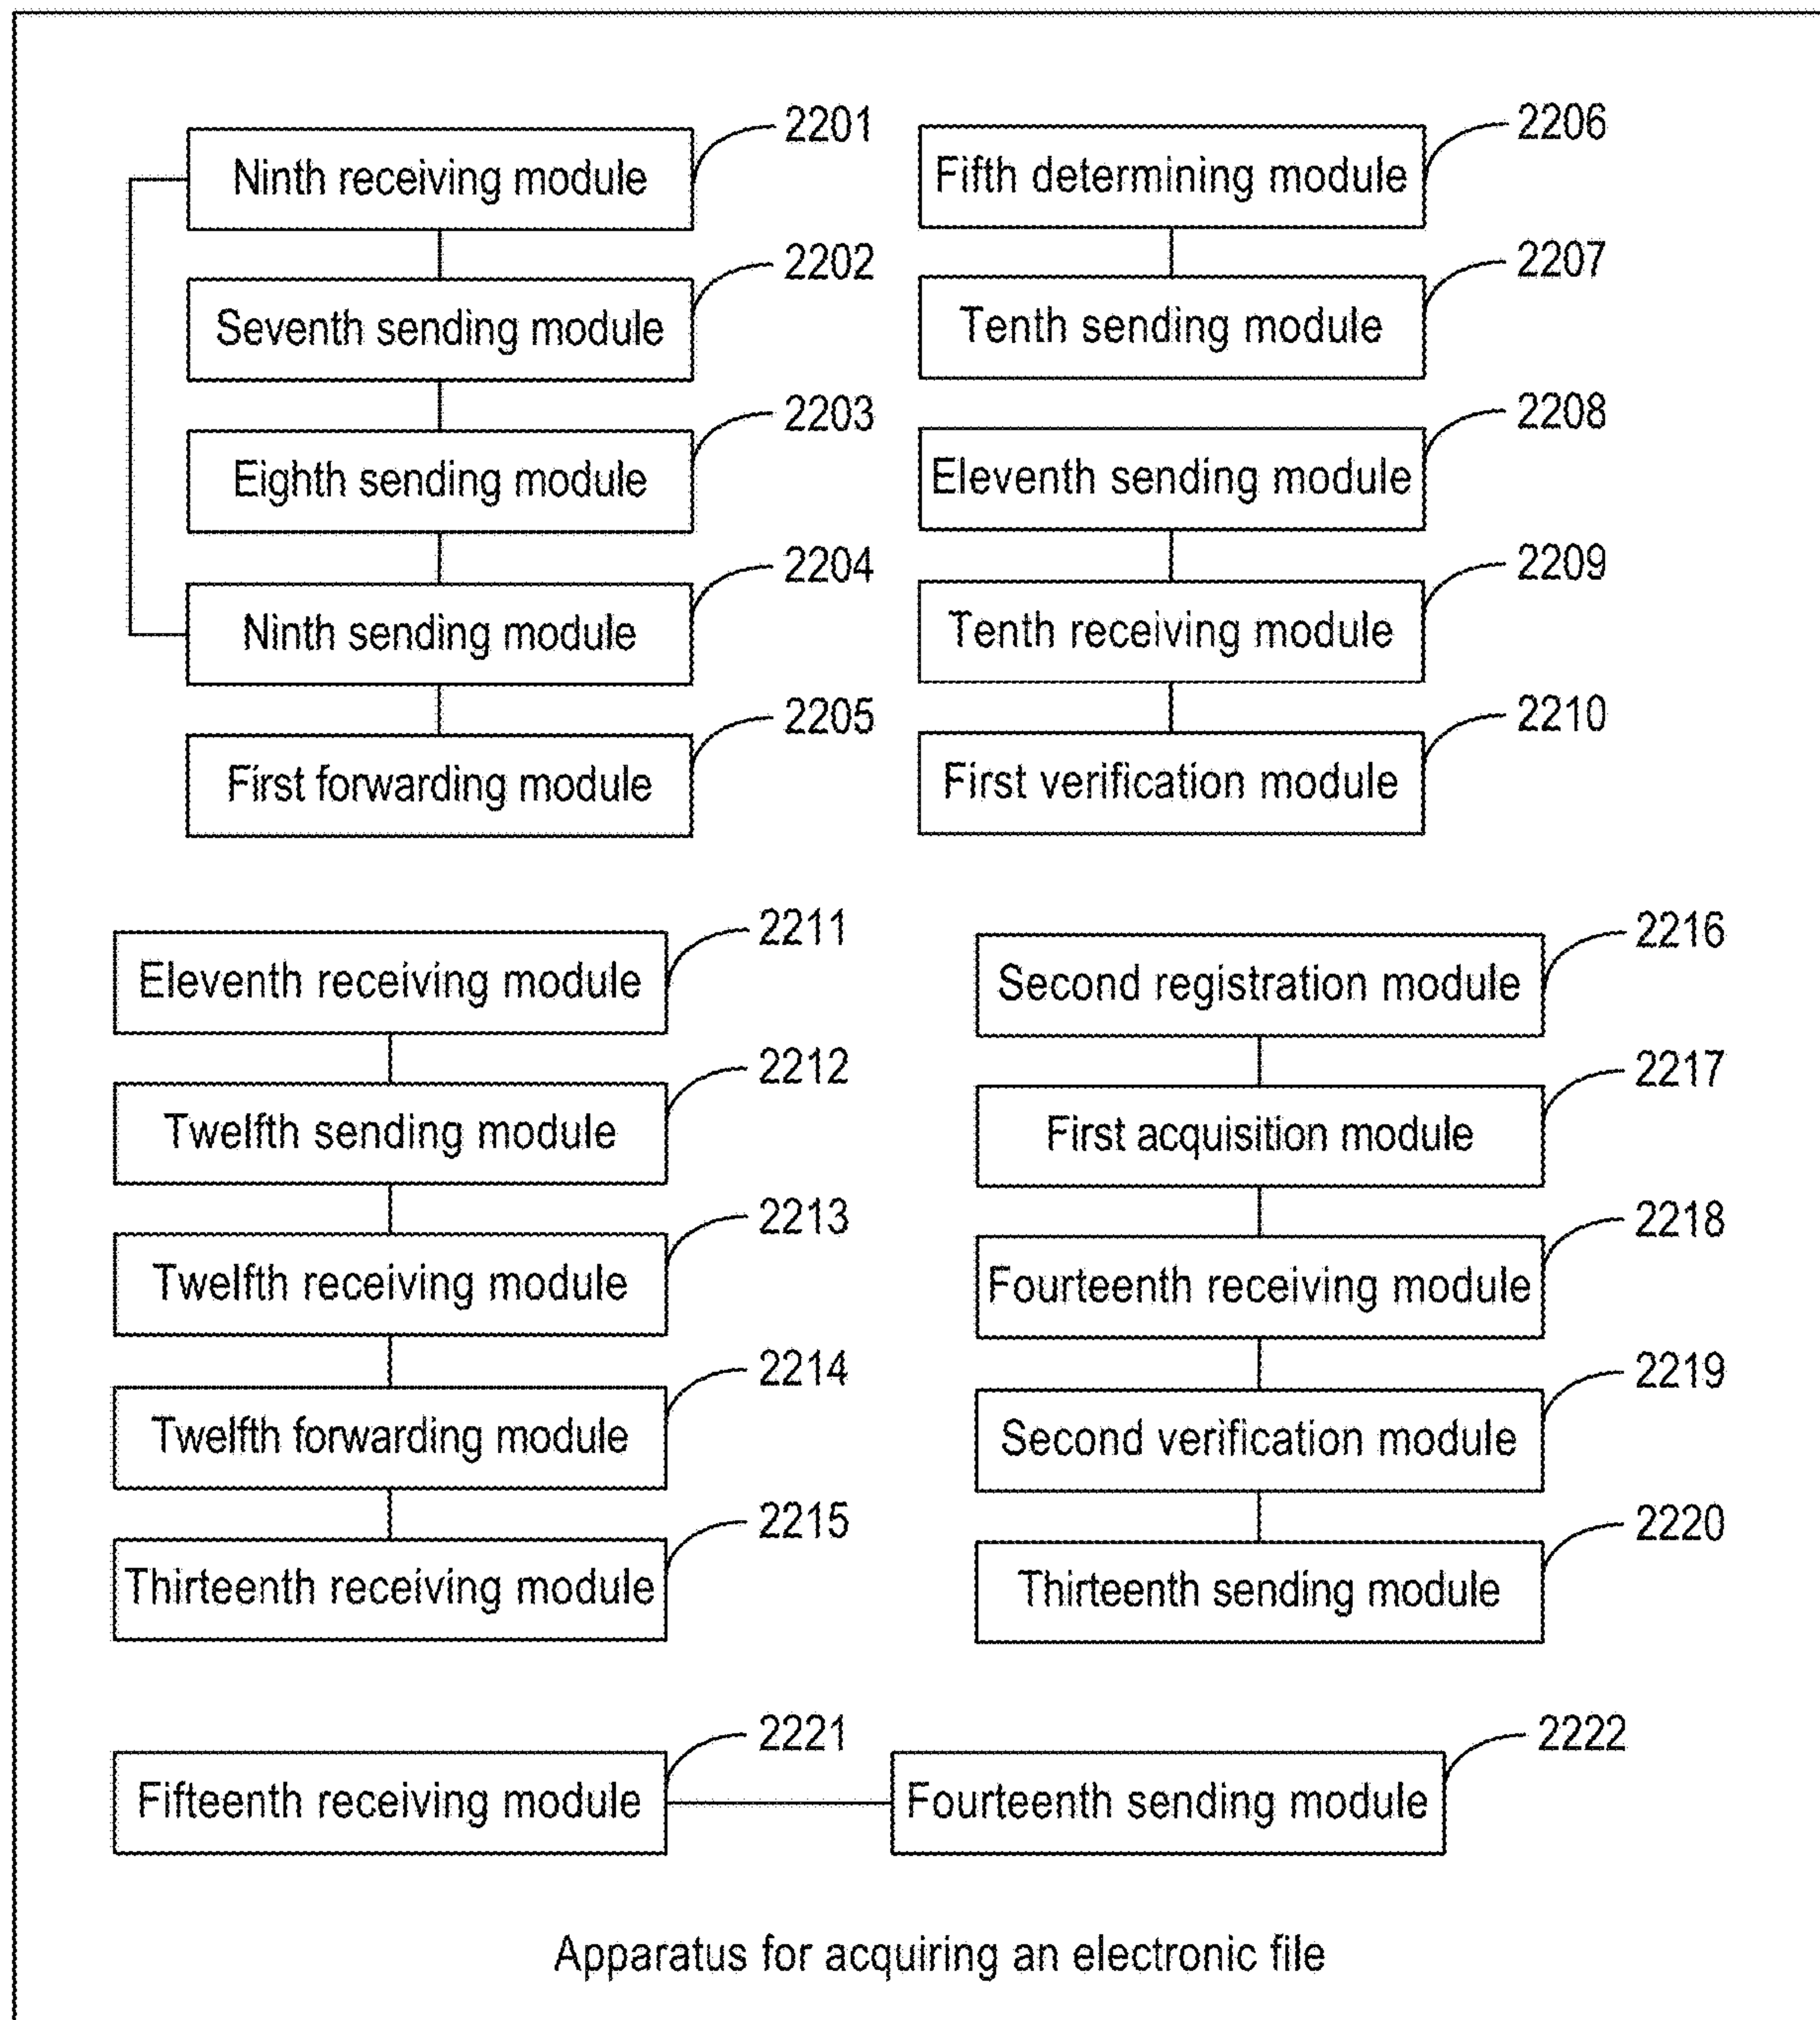 2201
Ninth receiving module
2202
Seventh sending module
2203
Eighth sending module
2204
Ninth sending module
2205
First forwarding module
2206
Fifth determining module
2207
Tenth sending module
2208
Eleventh sending module
2209
Tenth receiving module
2210
First verification module
2211
Eleventh receiving module
2212
Twelfth sending module
2213
Twelfth receiving module
2214
Twelfth forwarding module
2215
Thirteenth receiving module
2216
Second registration module
2217
First acquisition module
2218
Fourteenth receiving module
2219
Second verification module
2220
Thirteenth sending module
2221
Fifteenth receiving module
2222
Fourteenth sending module
Apparatus for acquiring an electronic file